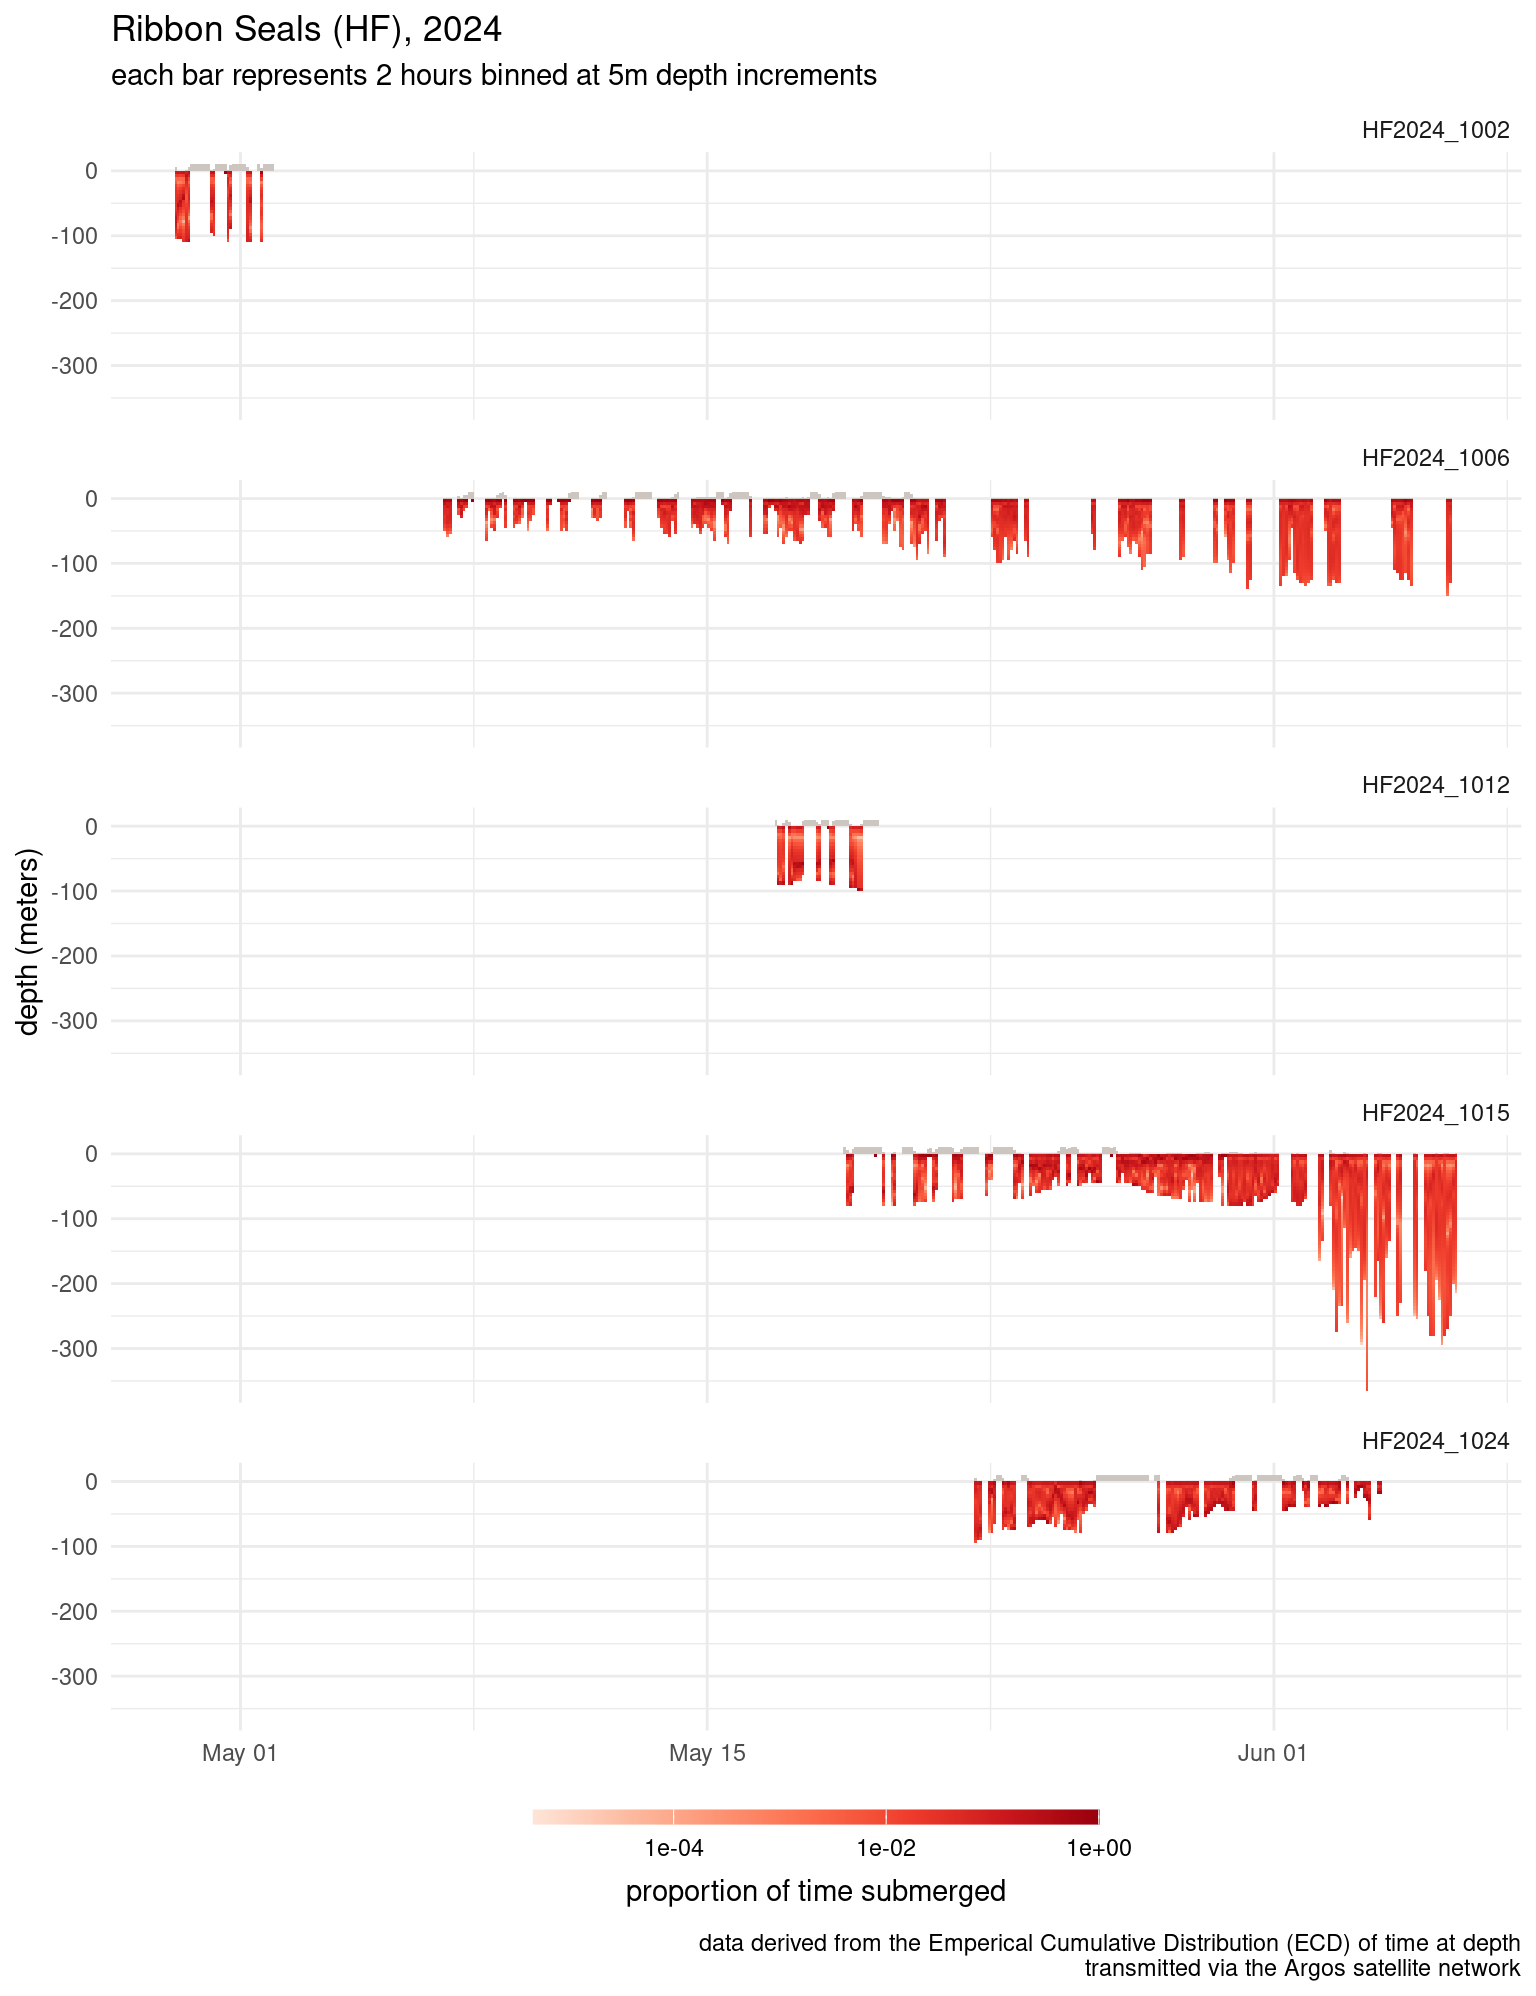 Ribbon Seals (HF), 2024
each bar represents 2 hours binned at 5m depth increments
HF2024_1002
0
-100
-200
-300
HF2024_1006
0
-100
-200
-300
HF2024_1012
0
-100
-200
-300
depth (meters)
HF2024_1015
0
-100
-200
-300
HF2024_1024
0
-100
-200
-300
May 01 May 15 Jun 01
1e-04 1e-02 1e+00
proportion of time submerged
data derived from the Emperical Cumulative Distribution (ECD) of time at depth
transmitted via the Argos satellite network